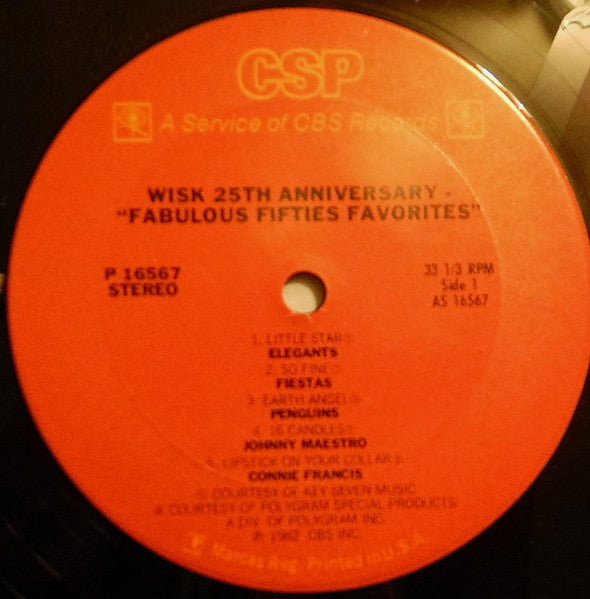 CSP
A Service of CBS Records
WISK 25TH ANNIVERSARY -
"FABULOUS FIFTIES FAVORITES"
P 16567
STEREO
33 1/3 RPM
Side 1
AS 16567
1. LITTLE STAR
ELEGANTS
2. SO FINE
FIESTAS
3. EARTH ANGEL
PENGUINS
4. 16 CANDLES
JOHNNY MAESTRO
5. LIPSTICK ON YOUR COLLAR
CONNIE FRANCIS
COURTESY OF KEY SEVEN MUSIC
COURTESY OF POLYGRAM SPECIAL PRODUCTS
A DIV. OF POLYGRAM INC.
℗ 1982 CBS INC.
Marcas Reg. Printed in U.S.A.